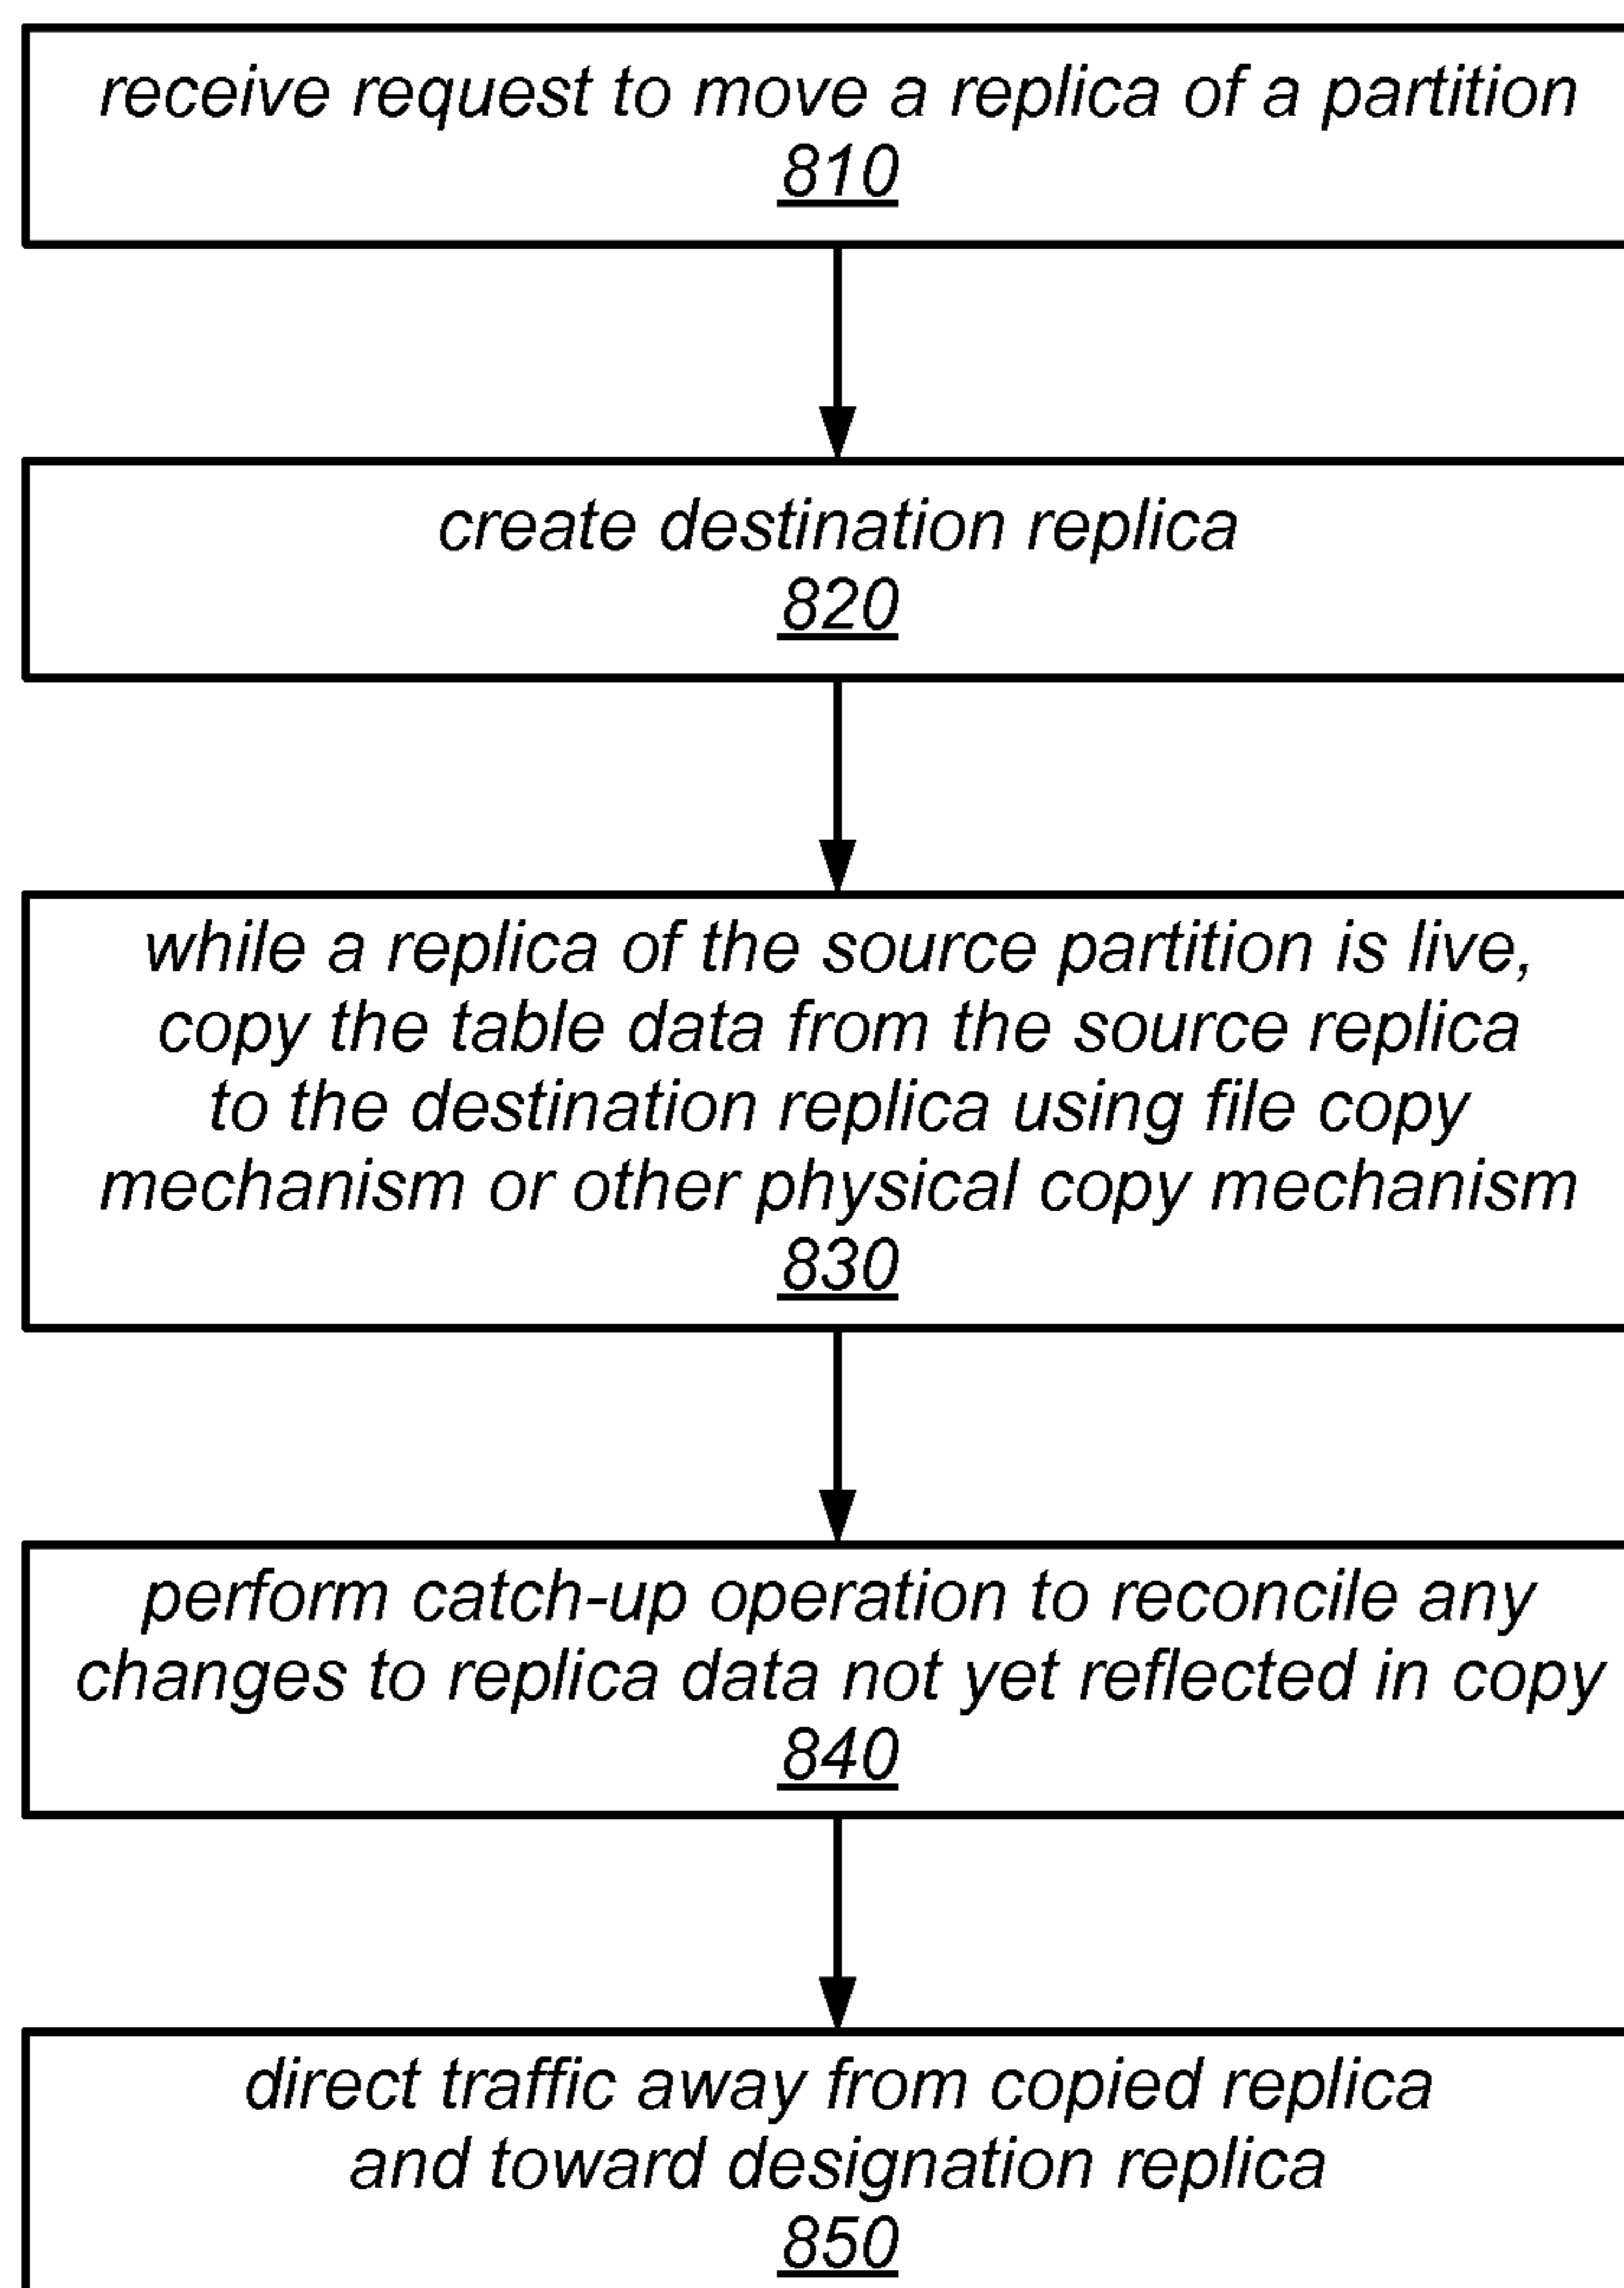 receive request to move a replica of a partition
810
create destination replica
820
while a replica of the source partition is live,
copy the table data from the source replica
to the destination replica using file copy
mechanism or other physical copy mechanism
830
perform catch-up operation to reconcile any
changes to replica data not yet reflected in copy
840
direct traffic away from copied replica
and toward designation replica
850